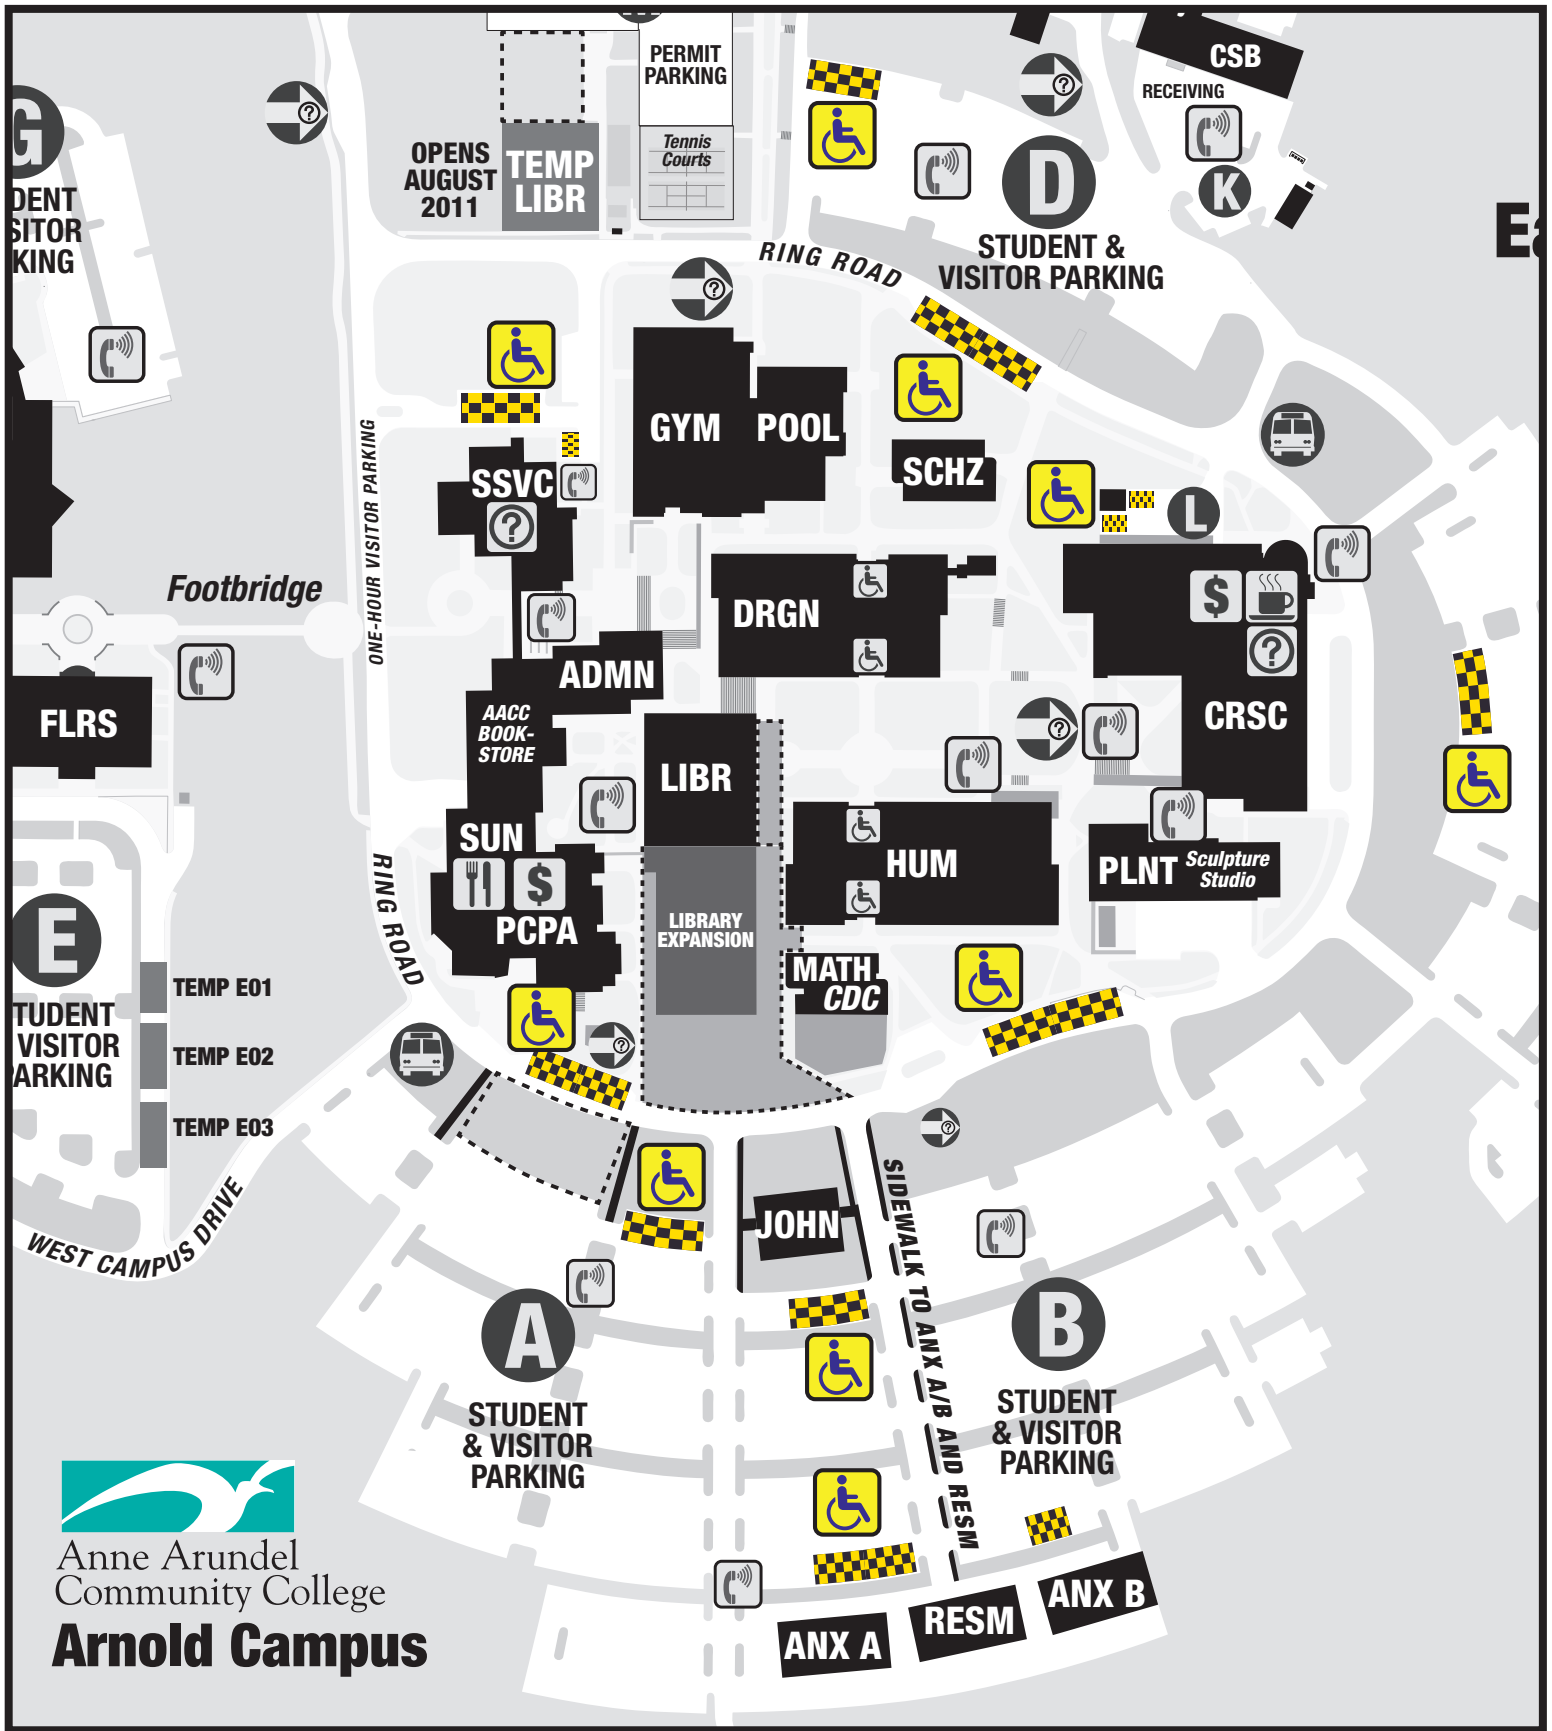 PERMIT
PARKING
CSB
RECEIVING
G
DENT
SITOR
KING
OPENS
AUGUST
2011
TEMP
LIBR
Tennis
Courts
D
STUDENT &
VISITOR PARKING
K
Ea
RING ROAD
GYM
POOL
SCHZ
SSVC
?
L
ONE-HOUR VISITOR PARKING
Footbridge
DRGN
$
?
CRSC
ADMN
AACC
BOOK-
STORE
FLRS
LIBR
SUN
$
PCPA
HUM
PLNT
Sculpture
Studio
RING ROAD
LIBRARY
EXPANSION
MATH
CDC
E
TUDENT
VISITOR
PARKING
TEMP E01
TEMP E02
TEMP E03
WEST CAMPUS DRIVE
JOHN
SIDEWALK TO ANX A/B AND RESM
A
STUDENT
& VISITOR
PARKING
B
STUDENT
& VISITOR
PARKING
ANX A
RESM
ANX B
Anne Arundel
Community College
Arnold Campus